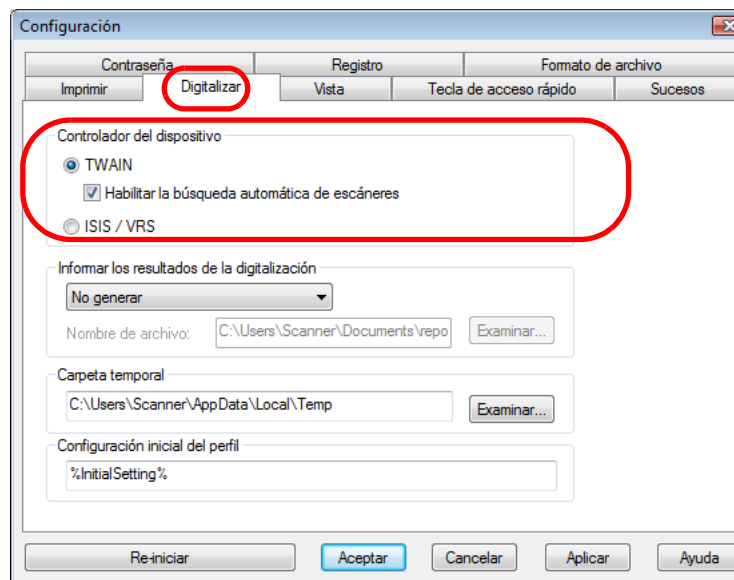 Configuración
Contraseña Registro Formato de archivo
Imprimir Digitalizar Vista Tecla de acceso rápido Sucesos
Controlador del dispositivo
TWAIN
Habilitar la búsqueda automática de escáneres
ISIS / VRS
Informar los resultados de la digitalización
No generar
Nombre de archivo: C:\Users\Scanner\Documents\repo Examinar...
Carpeta temporal
C:\Users\Scanner\AppData\Local\Temp Examinar...
Configuración inicial del perfil
%InitialSetting%
Re-iniciar Aceptar Cancelar Aplicar Ayuda